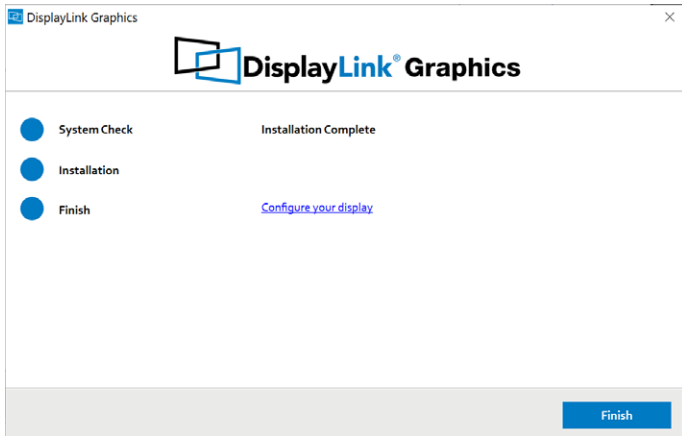 DisplayLink Graphics
DisplayLink® Graphics
System Check
Installation Complete
Installation
Finish
Configure your display
Finish